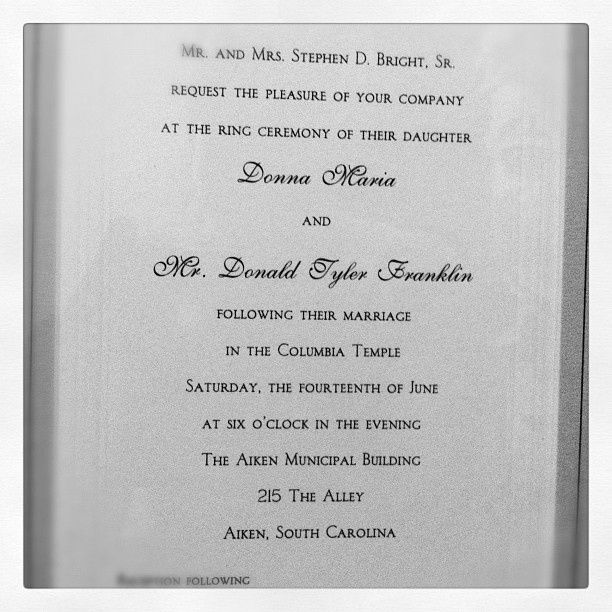 Mr. and Mrs. Stephen D. Bright, Sr.
request the pleasure of your company
at the ring ceremony of their daughter
Donna Maria
and
Mr. Donald Tyler Franklin
following their marriage
in the Columbia Temple
Saturday, the fourteenth of June
at six o'clock in the evening
The Aiken Municipal Building
215 The Alley
Aiken, South Carolina
Reception following